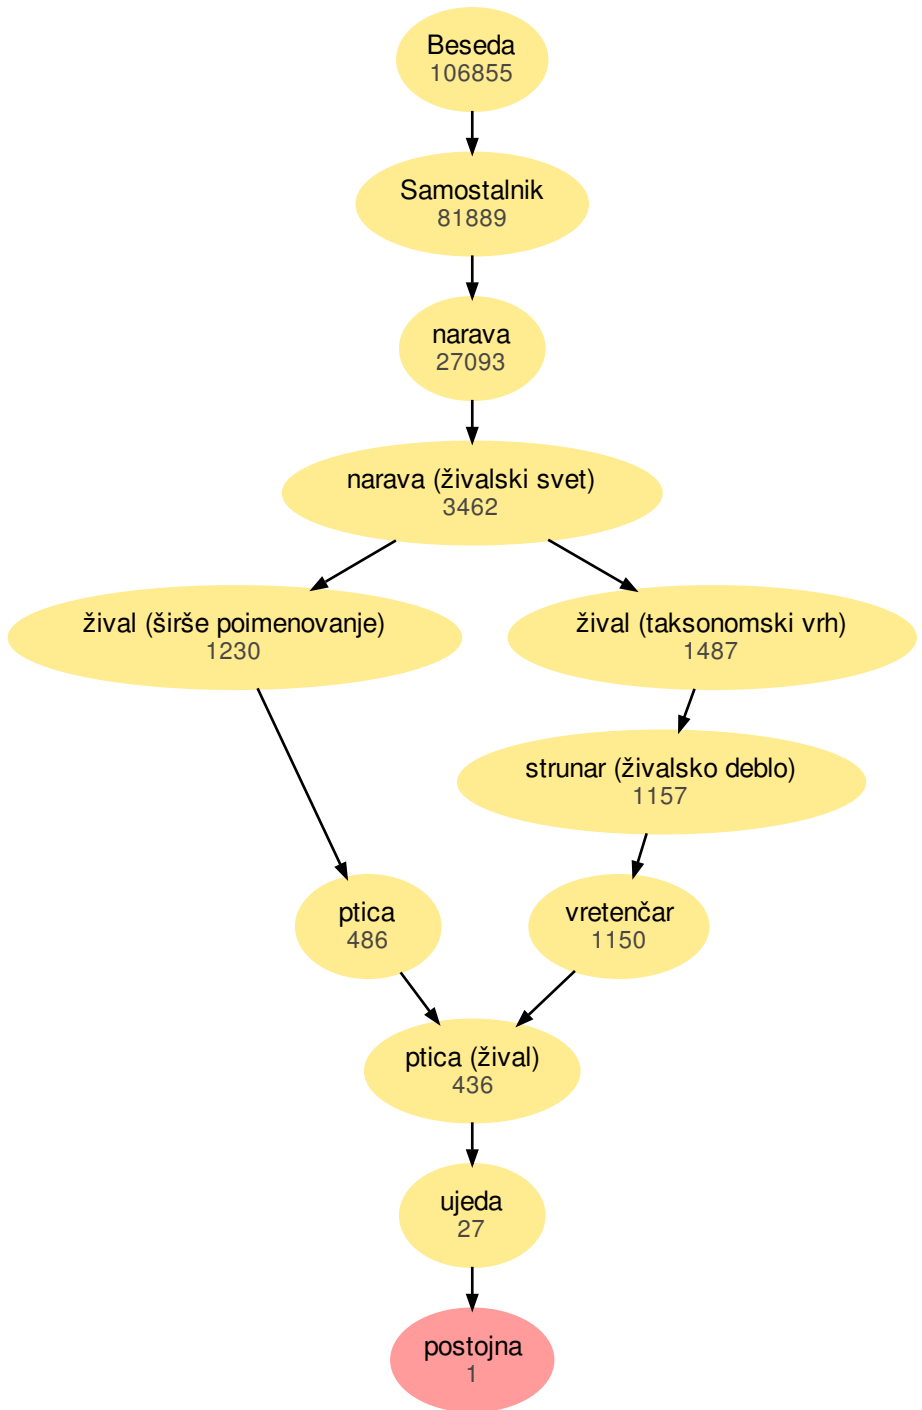 Beseda
106855
Samostalnik
81889
narava
27093
narava (živalski svet)
3462
žival (širše poimenovanje)
1230
žival (taksonomski vrh)
1487
strunar (živalsko deblo)
1157
ptica
486
vretenčar
1150
ptica (žival)
436
ujeda
27
postojna
1